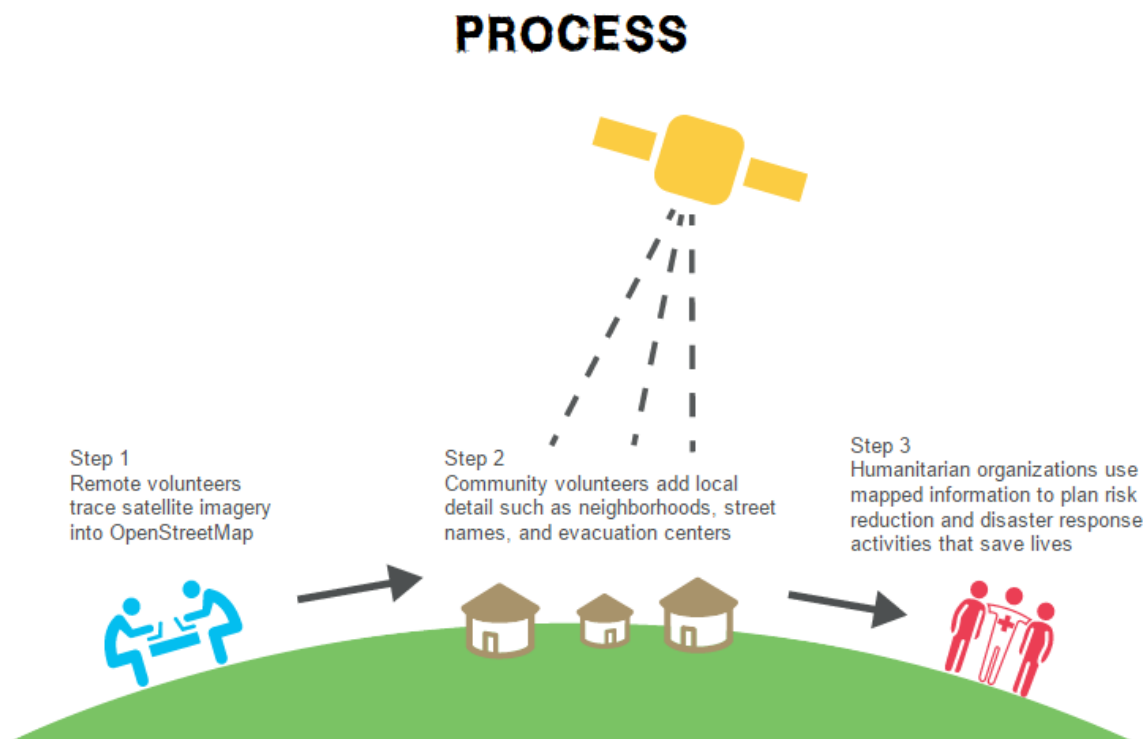 PROCESS
Step 1
Remote volunteers
trace satellite imagery
into OpenStreetMap
Step 2
Community volunteers add local
detail such as neighborhoods, street
names, and evacuation centers
Step 3
Humanitarian organizations use
mapped information to plan risk
reduction and disaster response
activities that save lives